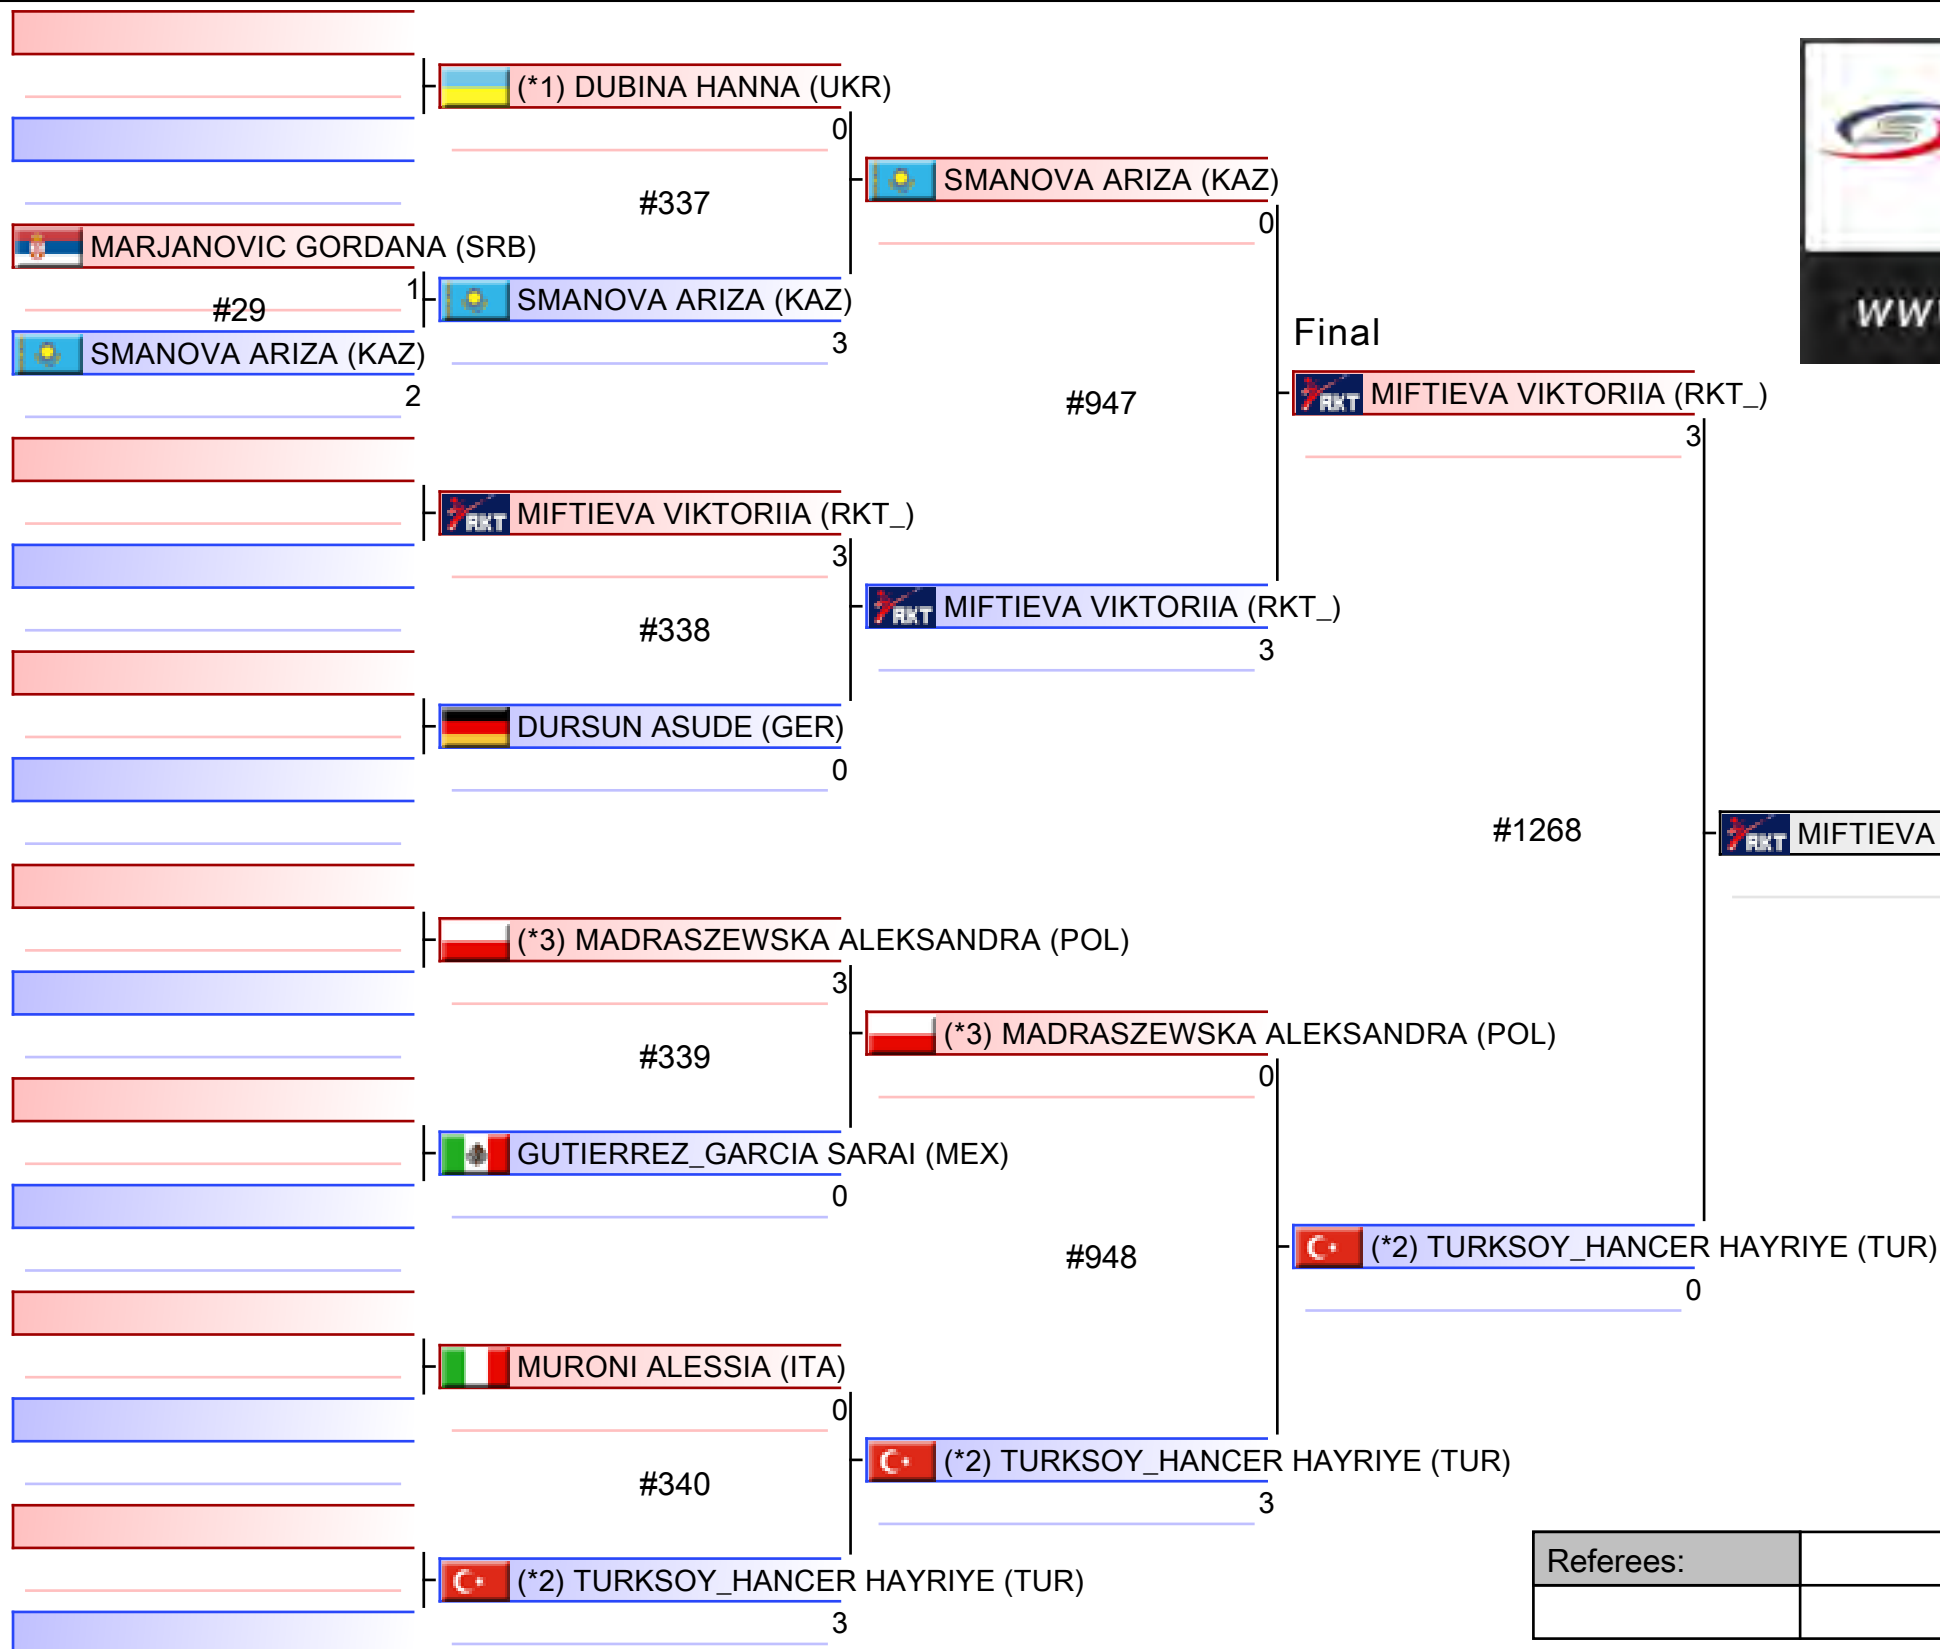 (*1) DUBINA HANNA (UKR)
0
#337
SMANOVA ARIZA (KAZ)
0
MARJANOVIC GORDANA (SRB)
1
#29
SMANOVA ARIZA (KAZ)
3
SMANOVA ARIZA (KAZ)
2
Final
#947
MIFTIEVA VIKTORIIA (RKT_)
3
RKT MIFTIEVA VIKTORIIA (RKT_)
3
#338
RKT MIFTIEVA VIKTORIIA (RKT_)
3
DURSUN ASUDE (GER)
0
#1268
RKT MIFTIEVA
(*3) MADRASZEWSKA ALEKSANDRA (POL)
3
#339
(*3) MADRASZEWSKA ALEKSANDRA (POL)
0
GUTIERREZ_GARCIA SARAI (MEX)
0
#948
(*2) TURKSOY_HANCER HAYRIYE (TUR)
0
MURONI ALESSIA (ITA)
0
#340
(*2) TURKSOY_HANCER HAYRIYE (TUR)
3
(*2) TURKSOY_HANCER HAYRIYE (TUR)
3
Referees: